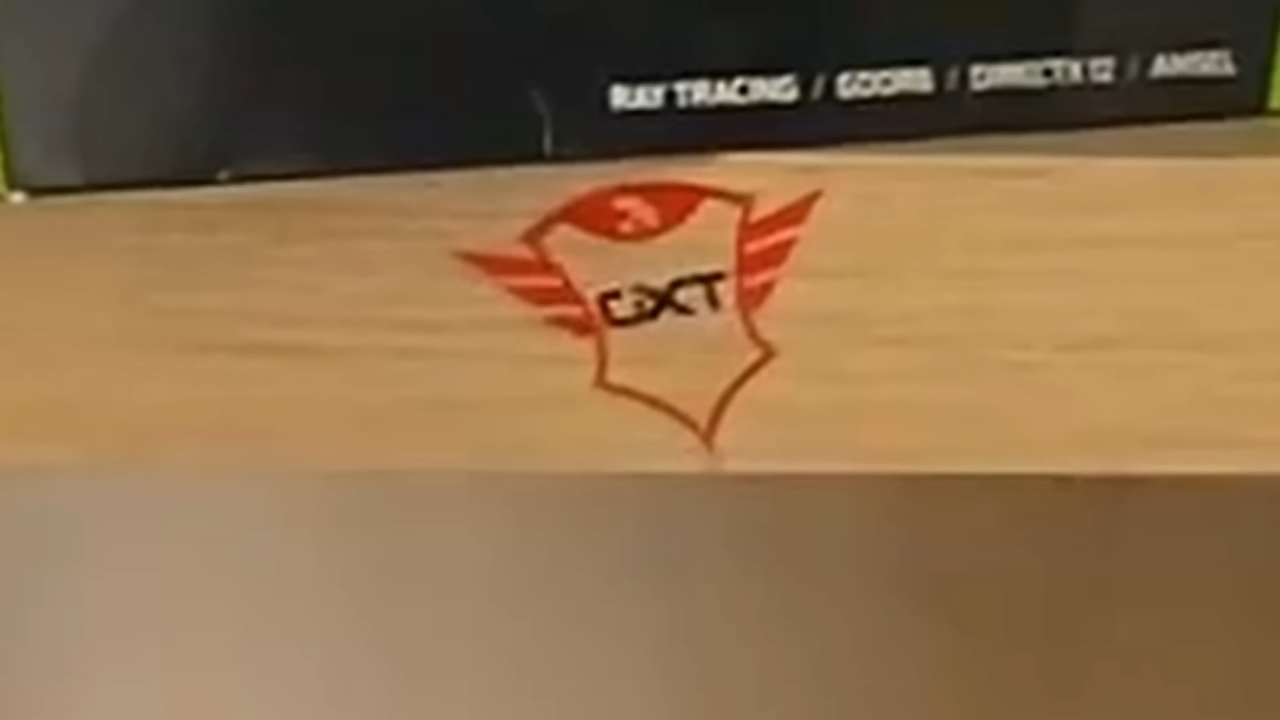 RAY TRACING / GDDR6 / DIRECTX 12 / ANSEL
GXT